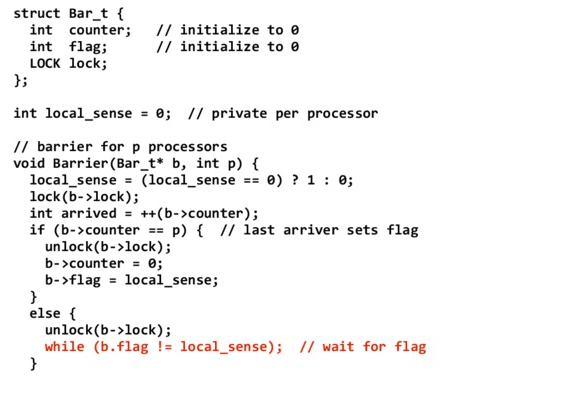 struct Bar_t {
  int  counter;   // initialize to 0
  int  flag;      // initialize to 0
  LOCK lock;
};

int local_sense = 0;  // private per processor

// barrier for p processors
void Barrier(Bar_t* b, int p) {
  local_sense = (local_sense == 0) ? 1 : 0;
  lock(b->lock);
  int arrived = ++(b->counter);
  if (b->counter == p) {  // last arriver sets flag
    unlock(b->lock);
    b->counter = 0;
    b->flag = local_sense;
  }
  else {
    unlock(b->lock);
    while (b.flag != local_sense);  // wait for flag
  }